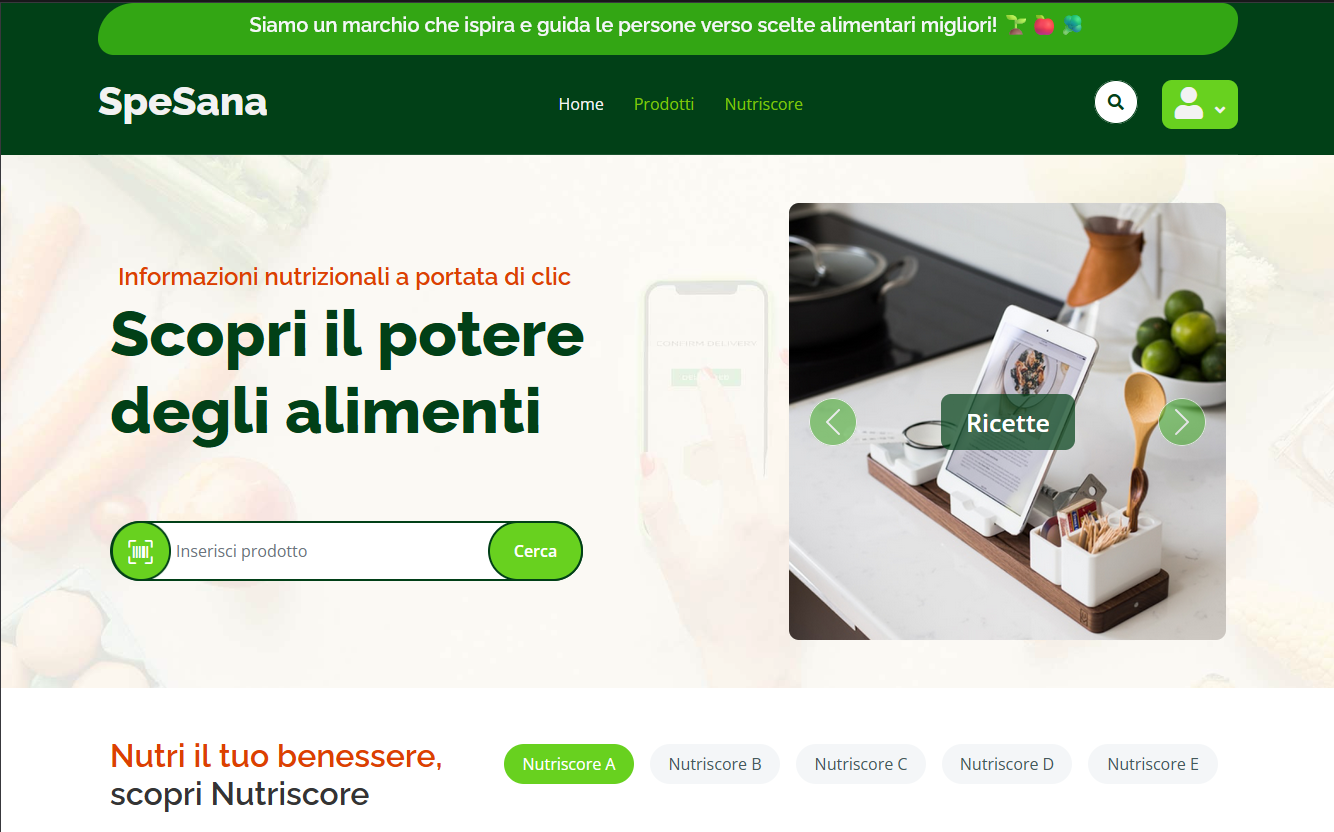 Siamo un marchio che ispira e guida le persone verso scelte alimentari migliori! 🌱 🍎 🥦
SpeSana
Home Prodotti Nutriscore
Informazioni nutrizionali a portata di clic
Scopri il potere
degli alimenti
CONFIRM DELIVERY
Ricette
Inserisci prodotto Cerca
Nutri il tuo benessere,
scopri Nutriscore
Nutriscore A Nutriscore B Nutriscore C Nutriscore D Nutriscore E